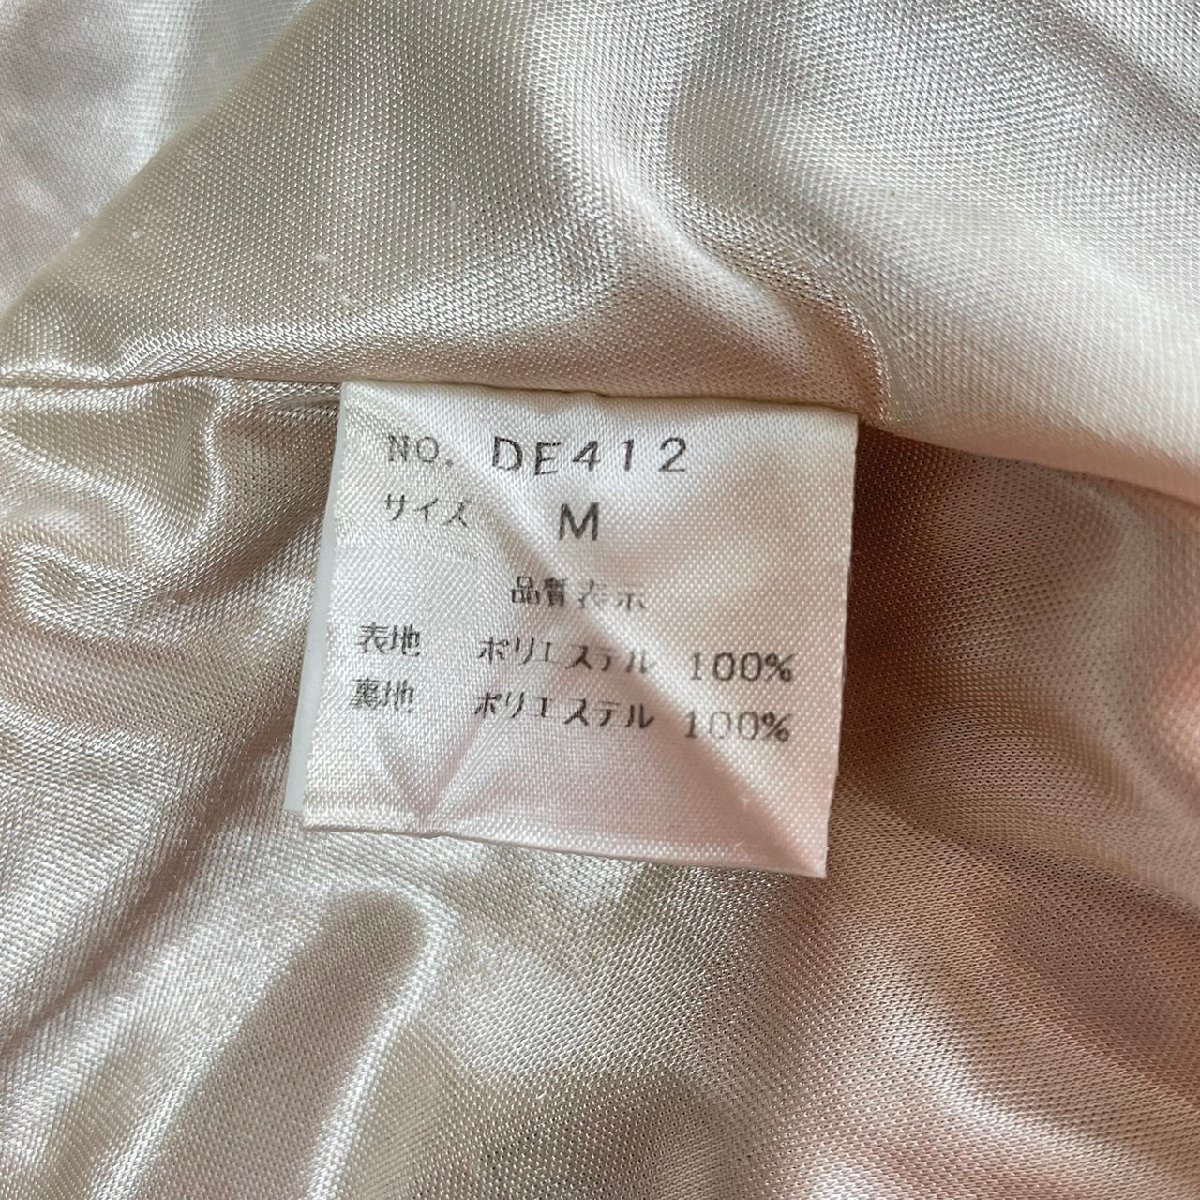 NO. DE412
サイズ M
品質表示
表地 ポリエステル 100%
裏地 ポリエステル 100%